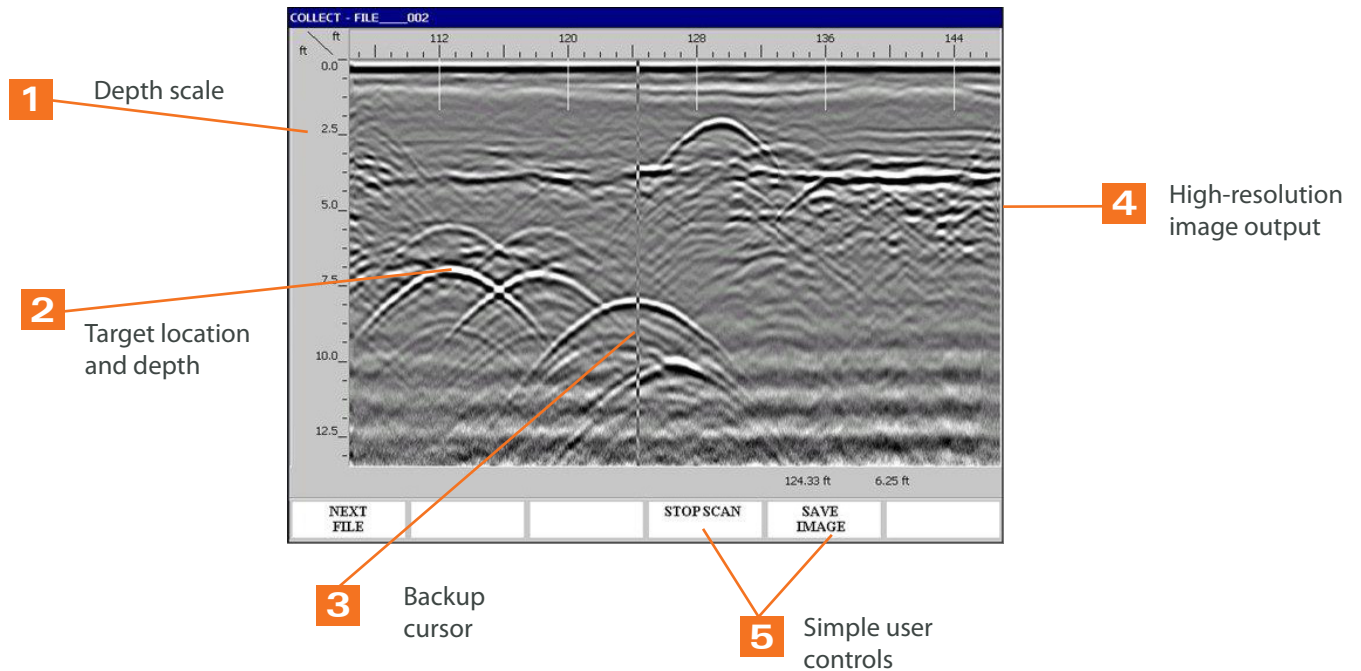 COLLECT - FILE____002
ft 112 120 128 136 144
ft
0.0
2.5
5.0
7.5
10.0
12.5
124.33 ft 6.25 ft
NEXT
FILE
STOP SCAN
SAVE
IMAGE
1
Depth scale
2
Target location
and depth
3
Backup
cursor
4
High-resolution
image output
5
Simple user
controls